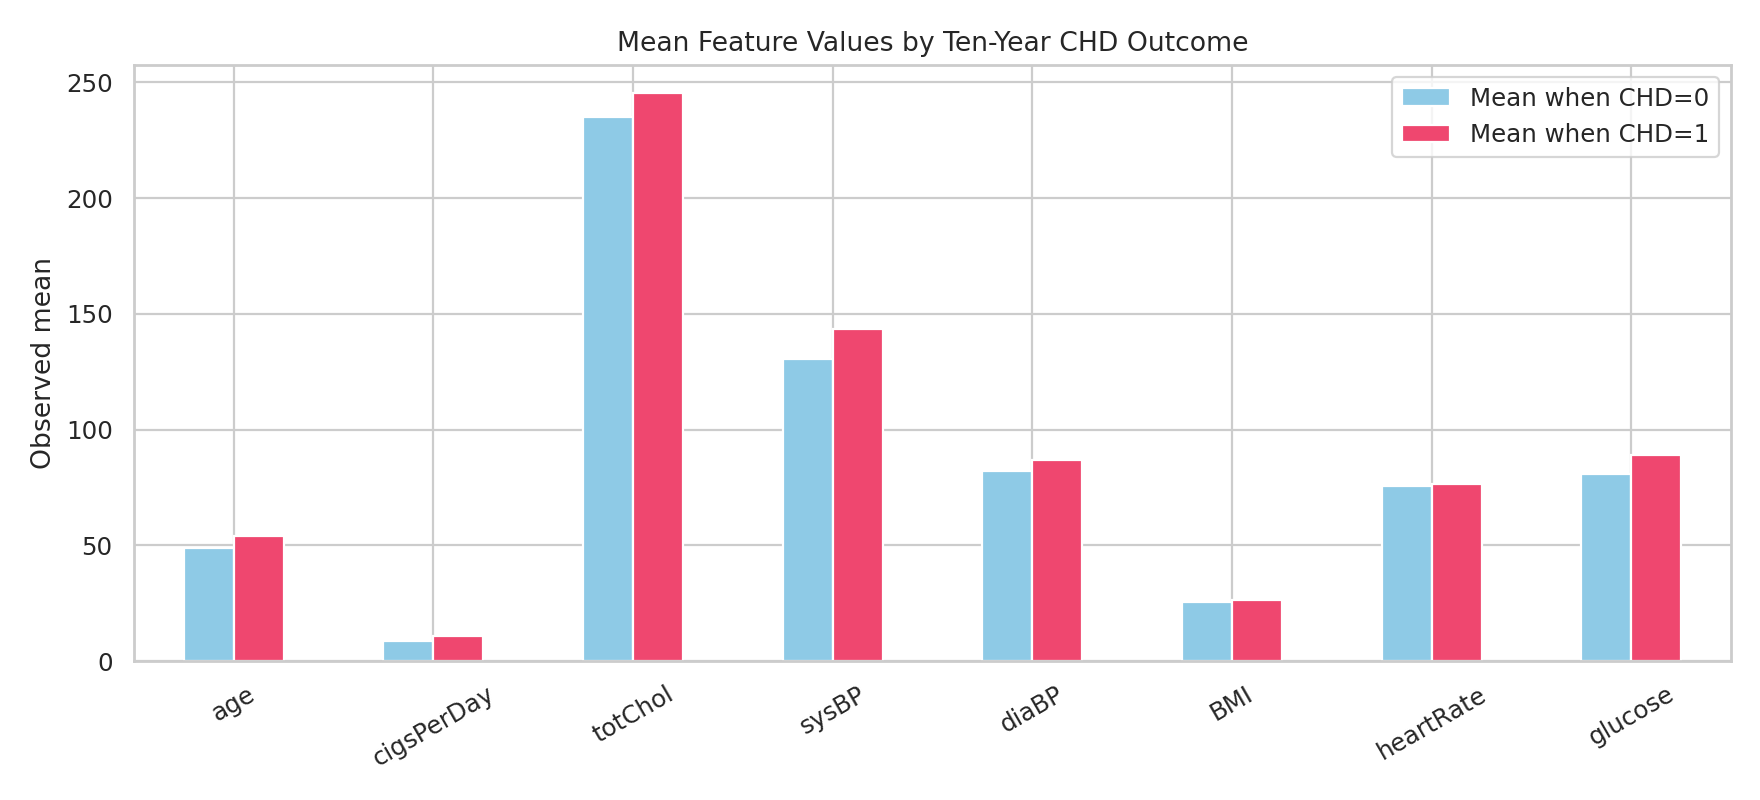 Mean Feature Values by Ten-Year CHD Outcome
Mean when CHD=0
Mean when CHD=1
Observed mean
250
200
150
100
50
0
age
cigsPerDay
totChol
sysBP
diaBP
BMI
heartRate
glucose